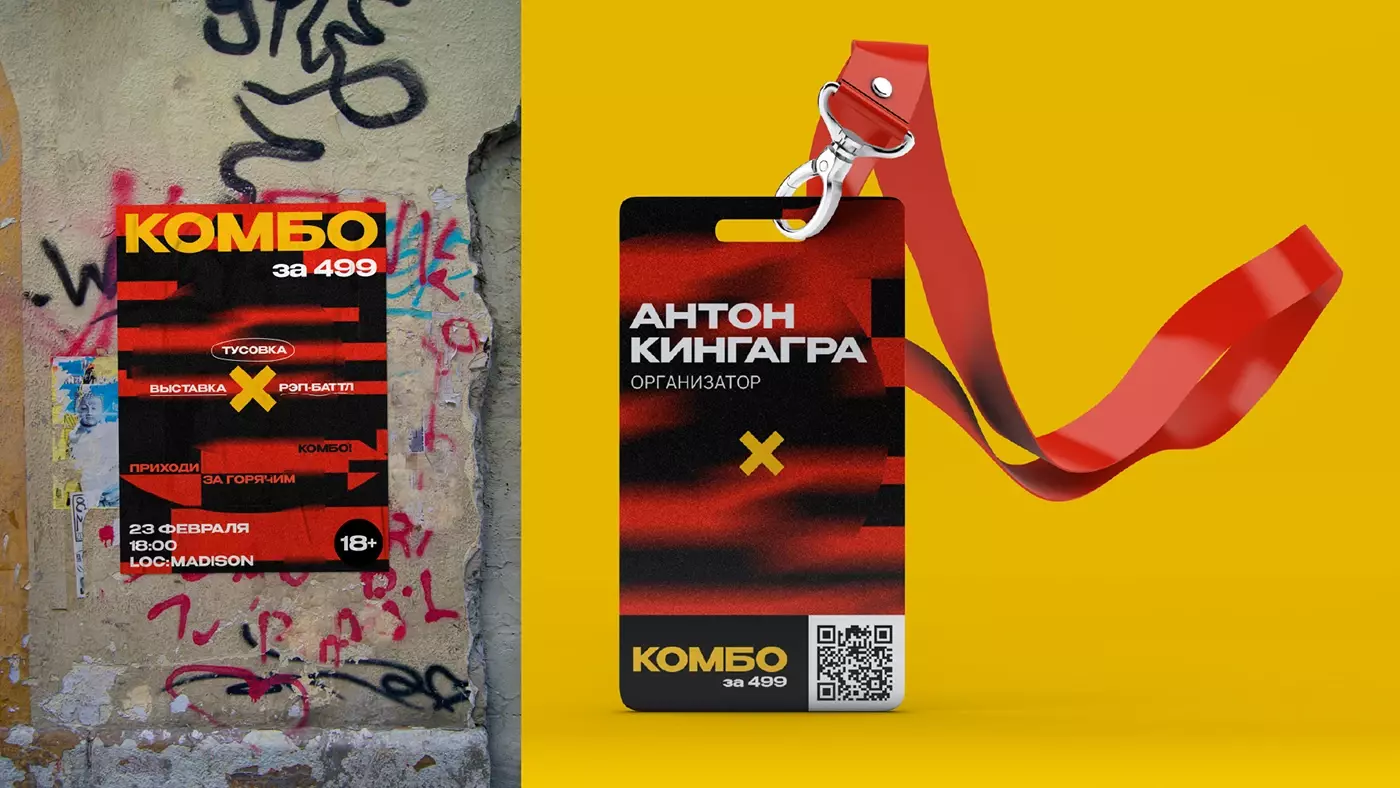 КОМБО
за 499
ТУСОВКА
ВЫСТАВКА
РЭП-БАТТЛ
КОМБО!
ПРИХОДИ
ЗА ГОРЯЧИМ
23 ФЕВРАЛЯ
18:00
LOC:MADISON
18+
АНТОН
КИНГАГРА
ОРГАНИЗАТОР
КОМБО
за 499